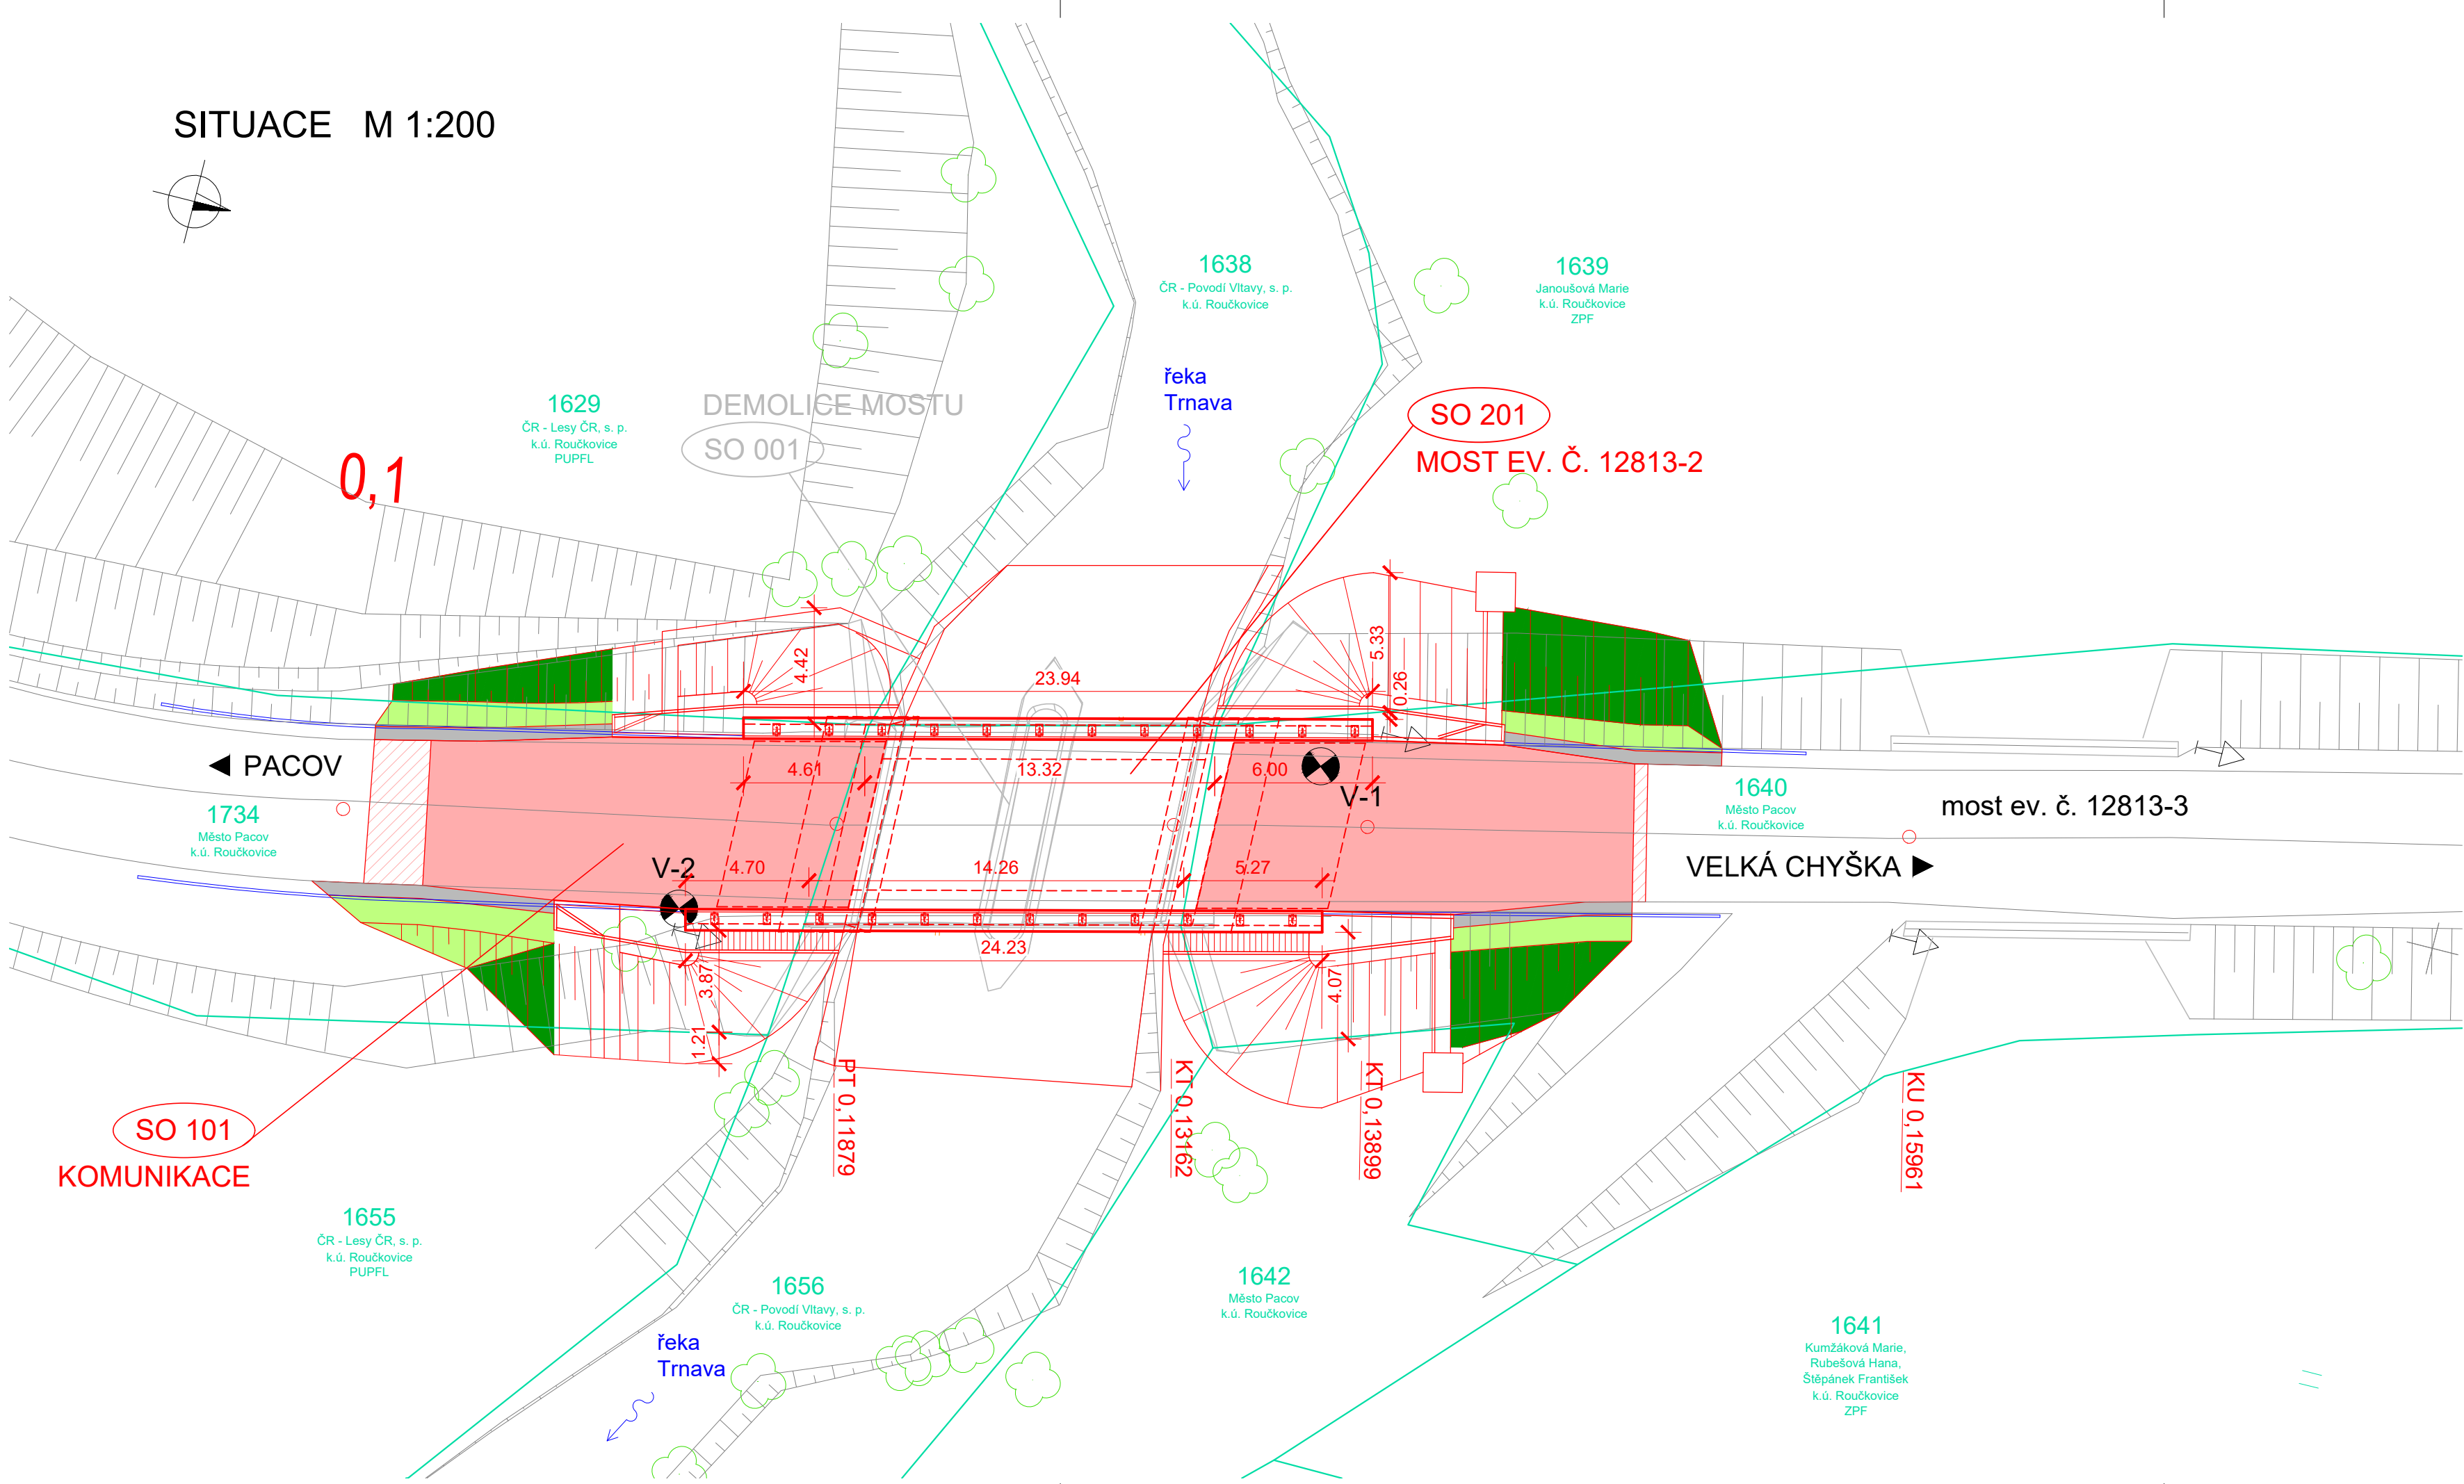 SITUACE   M 1:200
1638
ČR - Povodí Vltavy, s. p.
k.ú. Roučkovice
1639
Janoušová Marie
k.ú. Roučkovice
ZPF
řeka
Trnava
1629
ČR - Lesy ČR, s. p.
k.ú. Roučkovice
PUPFL
DEMOLICE MOSTU
SO 001
0,1
SO 201
MOST EV. Č. 12813-2
4.42
23.94
5.33
0.26
PACOV
4.61
13.32
6.00
V-1
1734
Město Pacov
k.ú. Roučkovice
1640
Město Pacov
k.ú. Roučkovice
most ev. č. 12813-3
V-2
4.70
14.26
5.27
VELKÁ CHYŠKA
24.23
3.87
4.07
1.21
PT 0,11879
KT 0,13162
KT 0,13899
KU 0,15961
SO 101
KOMUNIKACE
1655
ČR - Lesy ČR, s. p.
k.ú. Roučkovice
PUPFL
1656
ČR - Povodí Vltavy, s. p.
k.ú. Roučkovice
1642
Město Pacov
k.ú. Roučkovice
řeka
Trnava
1641
Kumžáková Marie,
Rubešová Hana,
Štěpánek František
k.ú. Roučkovice
ZPF